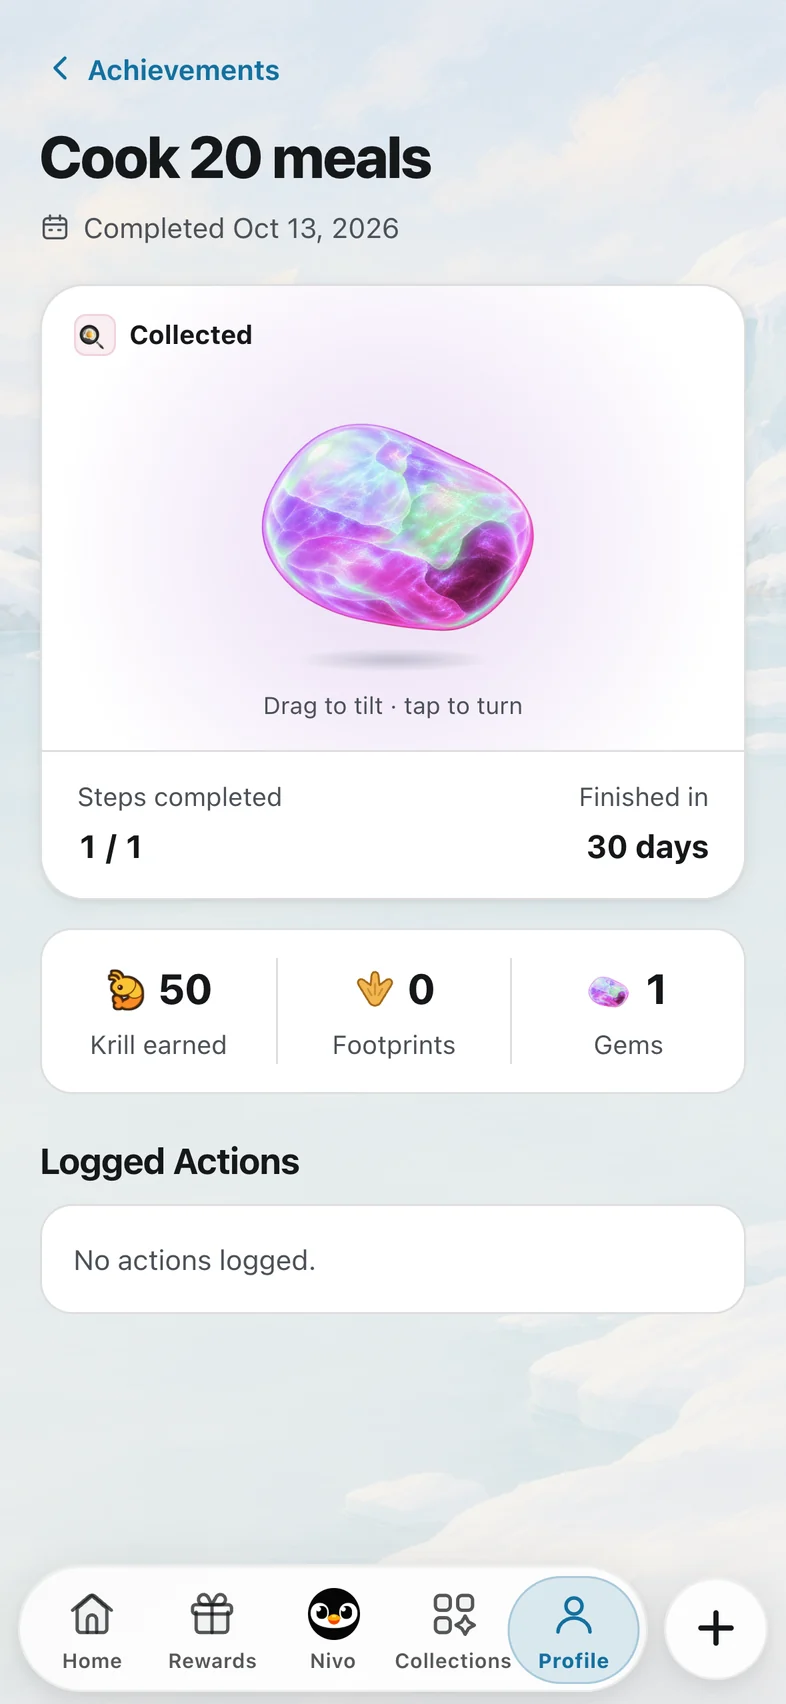 Achievements
Cook 20 meals
Completed Oct 13, 2026
Collected
Drag to tilt · tap to turn
Steps completed
Finished in
1 / 1
30 days
50
0
1
Krill earned
Footprints
Gems
Logged Actions
No actions logged.
Home
Rewards
Nivo
Collections
Profile